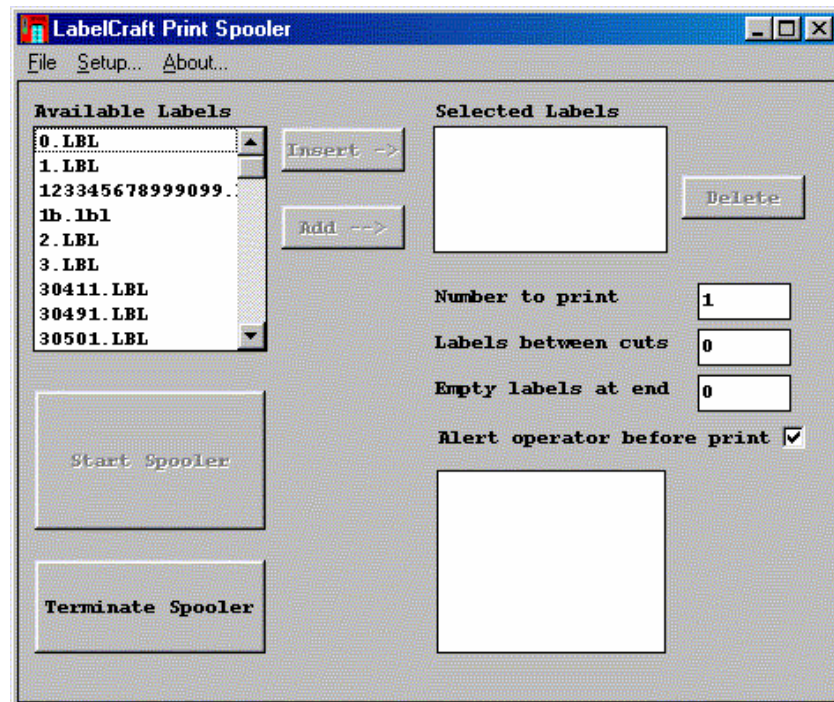 LabelCraft Print Spooler
File Setup... About...
Available Labels
0.LBL
1.LBL
123345678999099.
1b.lbl
2.LBL
3.LBL
30411.LBL
30491.LBL
30501.LBL
Insert ->
Add -->
Start Spooler
Terminate Spooler
Selected Labels
Delete
Number to print 1
Labels between cuts 0
Empty labels at end 0
Alert operator before print